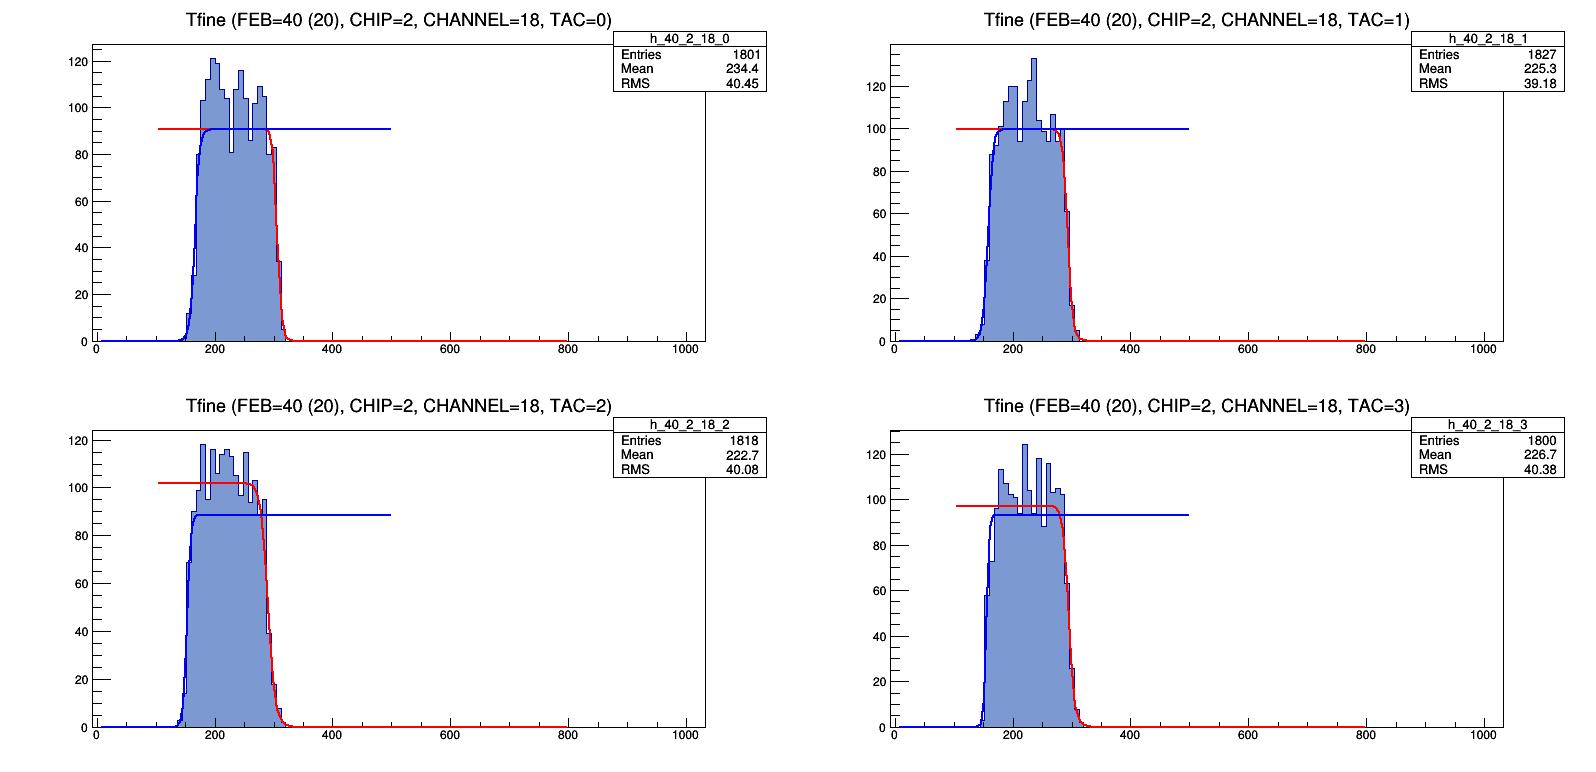 Tfine (FEB=40 (20), CHIP=2, CHANNEL=18, TAC=0)
h_40_2_18_0
Entries 1801
Mean 234.4
RMS 40.45
120
100
80
60
40
20
0
0 200 400 600 800 1000
Tfine (FEB=40 (20), CHIP=2, CHANNEL=18, TAC=1)
h_40_2_18_1
Entries 1827
Mean 225.3
RMS 39.18
120
100
80
60
40
20
0
0 200 400 600 800 1000
Tfine (FEB=40 (20), CHIP=2, CHANNEL=18, TAC=2)
h_40_2_18_2
Entries 1818
Mean 222.7
RMS 40.08
120
100
80
60
40
20
0
0 200 400 600 800 1000
Tfine (FEB=40 (20), CHIP=2, CHANNEL=18, TAC=3)
h_40_2_18_3
Entries 1800
Mean 226.7
RMS 40.38
120
100
80
60
40
20
0
0 200 400 600 800 1000